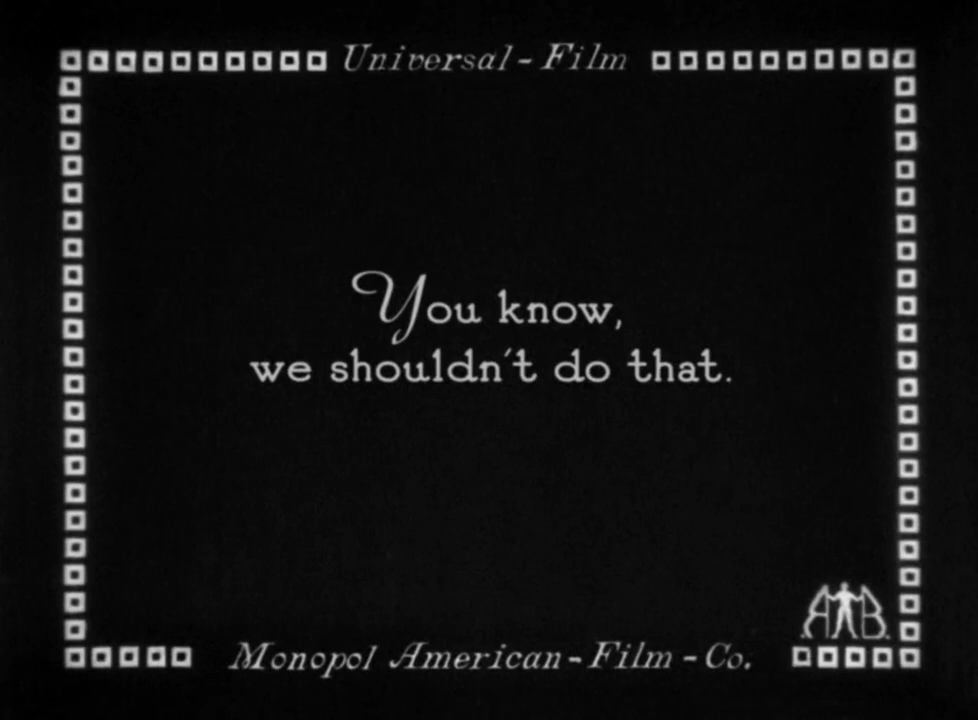 Universal-Film
You know,
we shouldn't do that.
A B.
Monopol American-Film-Co.